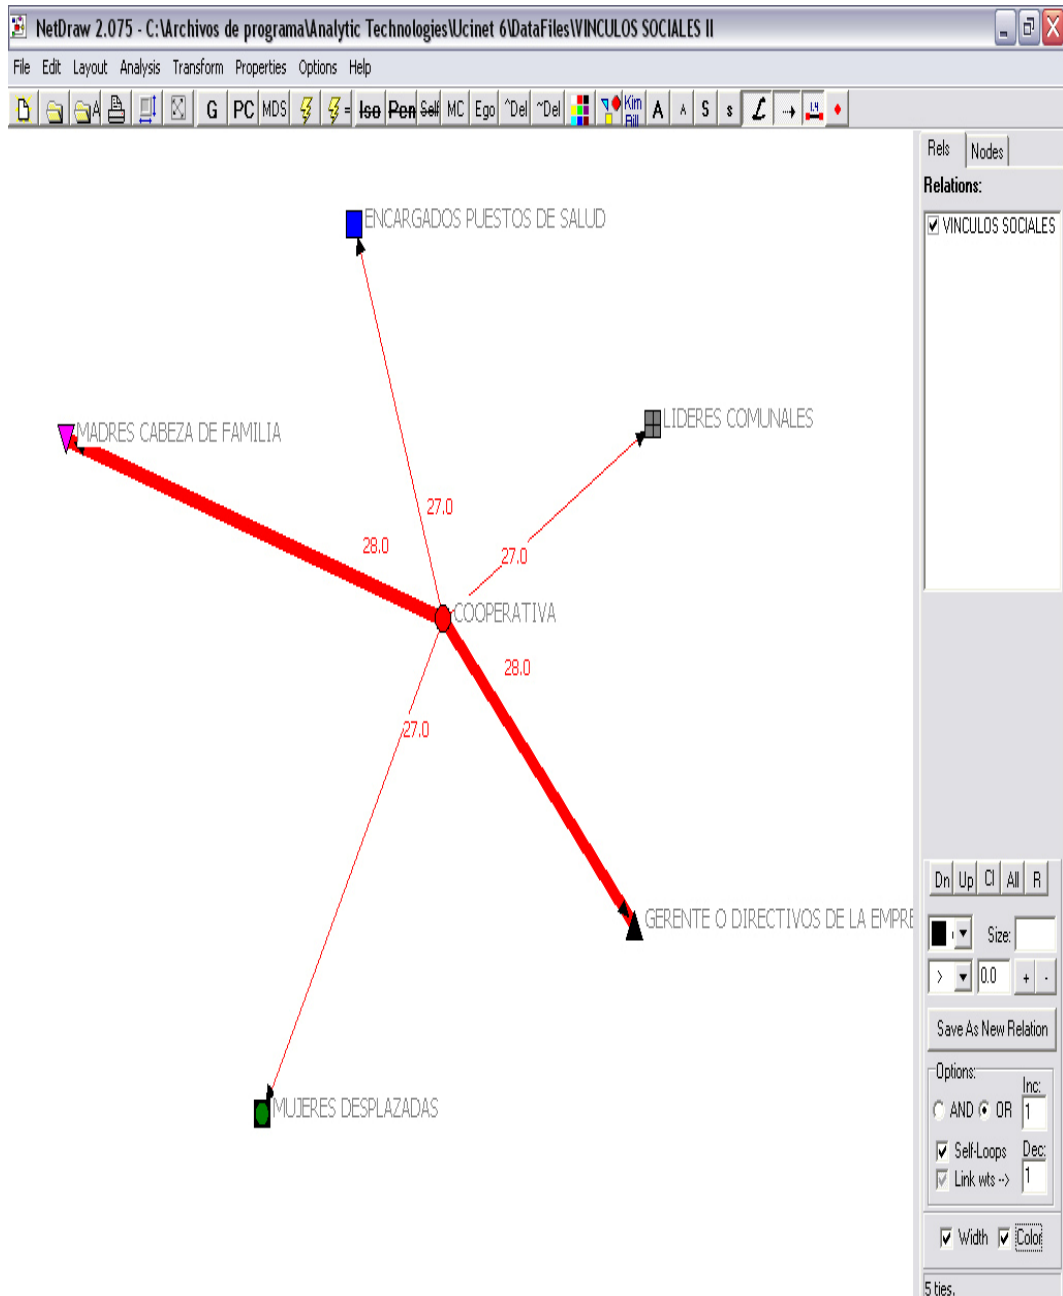 NetDraw 2.075 - C:\Archivos de programa\Analytic Technologies\Ucinet 6\DataFiles\VINCULOS SOCIALES II
File Edit Layout Analysis Transform Properties Options Help
A G PC MDS = Iso Pen Self MC Ego ^Del ~Del Kim Bill A A S s L
Rels Nodes
Relations:
VINCULOS SOCIALES
ENCARGADOS PUESTOS DE SALUD
LIDERES COMUNALES
MADRES CABEZA DE FAMILIA
27.0
28.0
27.0
COOPERATIVA
28.0
27.0
GERENTE O DIRECTIVOS DE LA EMPRE
MUJERES DESPLAZADAS
Dn Up Cl All R
Size:
> 0.0 + -
Save As New Relation
Options:
Inc:
AND OR 1
Self-Loops Dec:
Link wts --> 1
Width Color
5 ties.